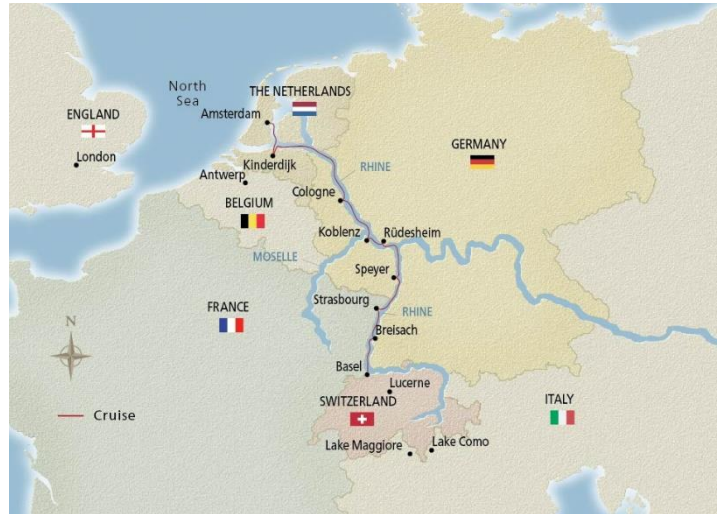 North
Sea
THE NETHERLANDS
ENGLAND
Amsterdam
London
GERMANY
Kinderdijk
RHINE
Antwerp
Cologne
BELGIUM
Koblenz
Rüdesheim
MOSELLE
Speyer
Strasbourg
FRANCE
RHINE
N
Breisach
Basel
Lucerne
SWITZERLAND
ITALY
Cruise
Lake Maggiore
Lake Como